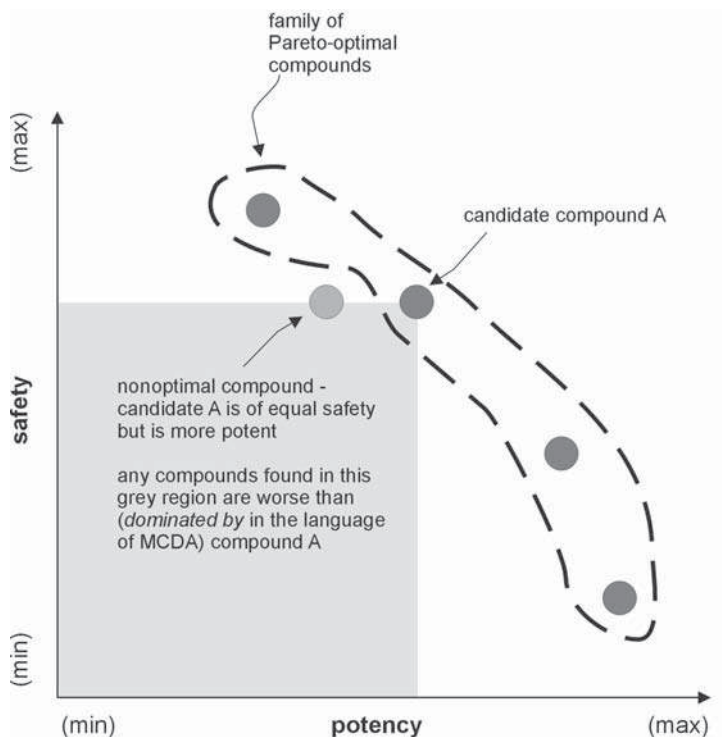 family of
Pareto-optimal
compounds
(max)
candidate compound A
nonoptimal compound -
candidate A is of equal safety
but is more potent
any compounds found in this
grey region are worse than
(dominated by in the language
of MCDA) compound A
safety
(min)
(min)
potency
(max)